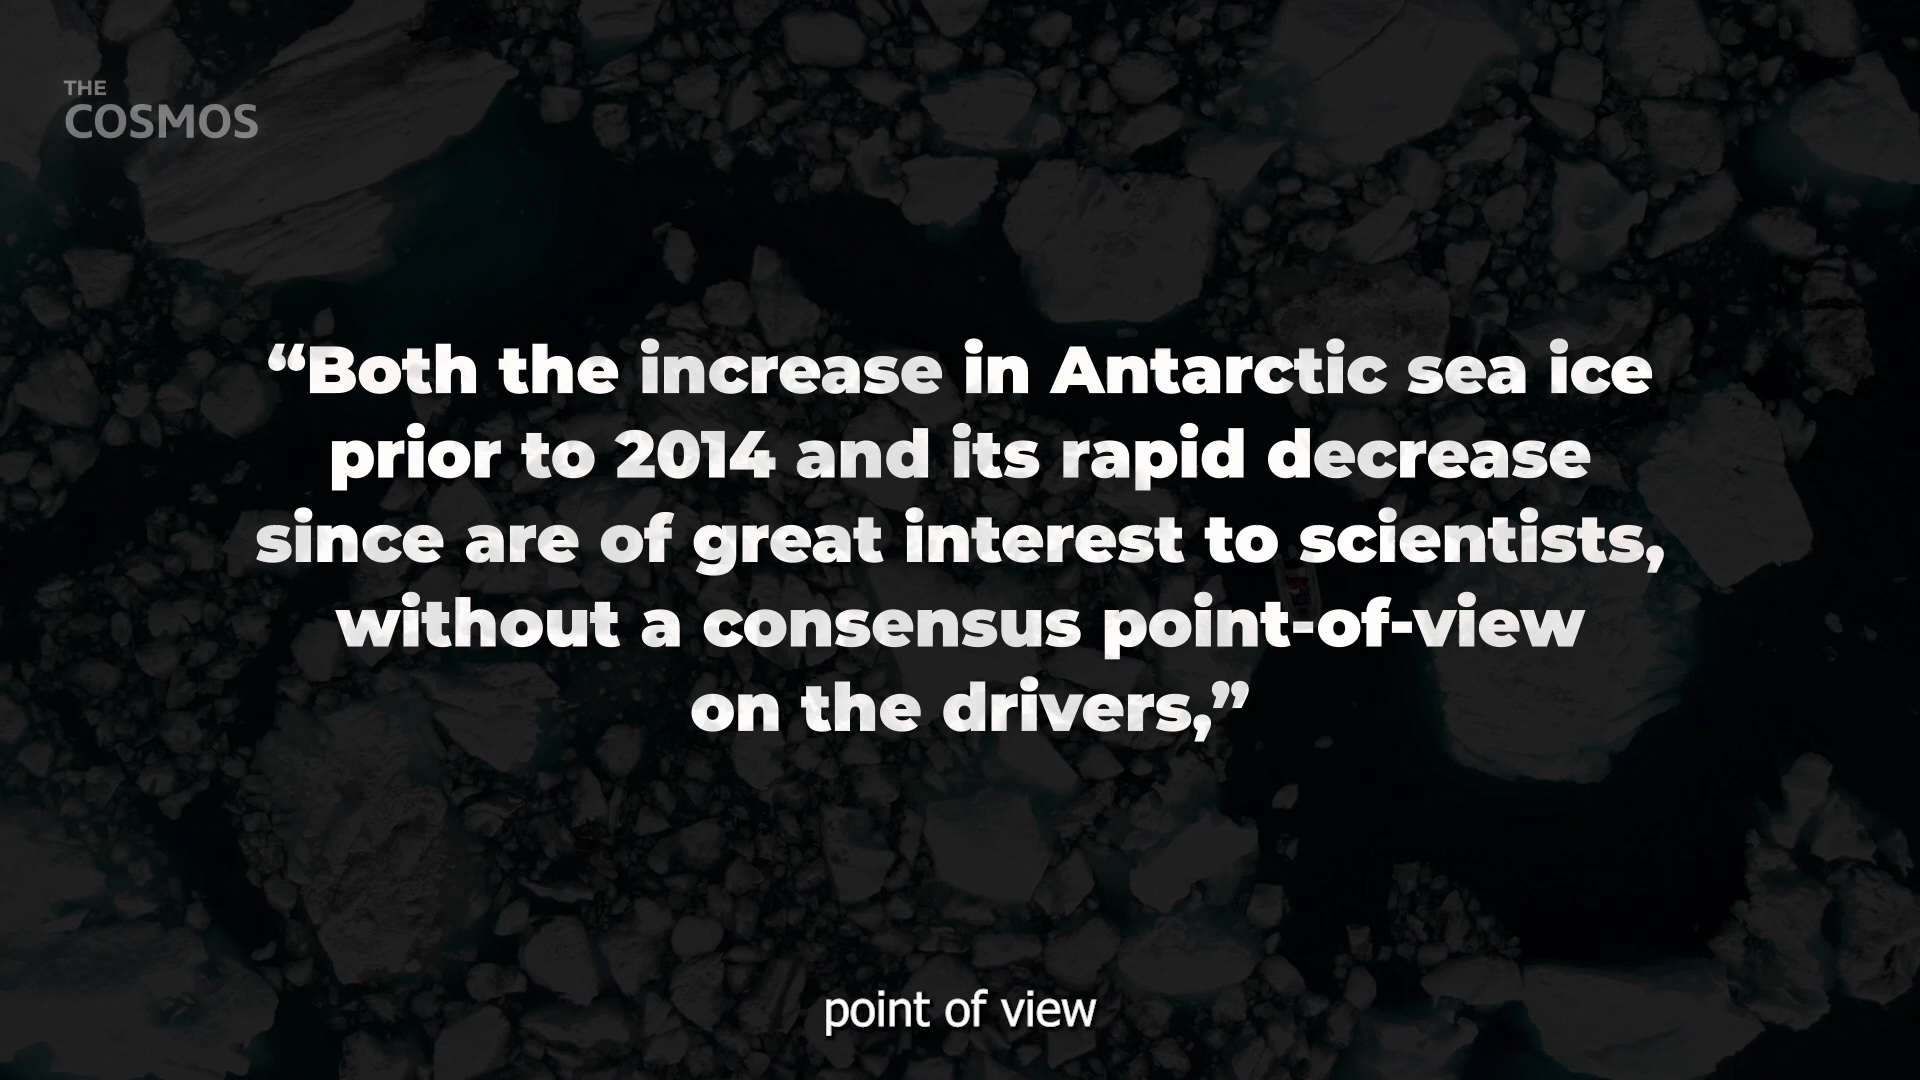 THE
COSMOS
“Both the increase in Antarctic sea ice
prior to 2014 and its rapid decrease
since are of great interest to scientists,
without a consensus point-of-view
on the drivers,”
point of view